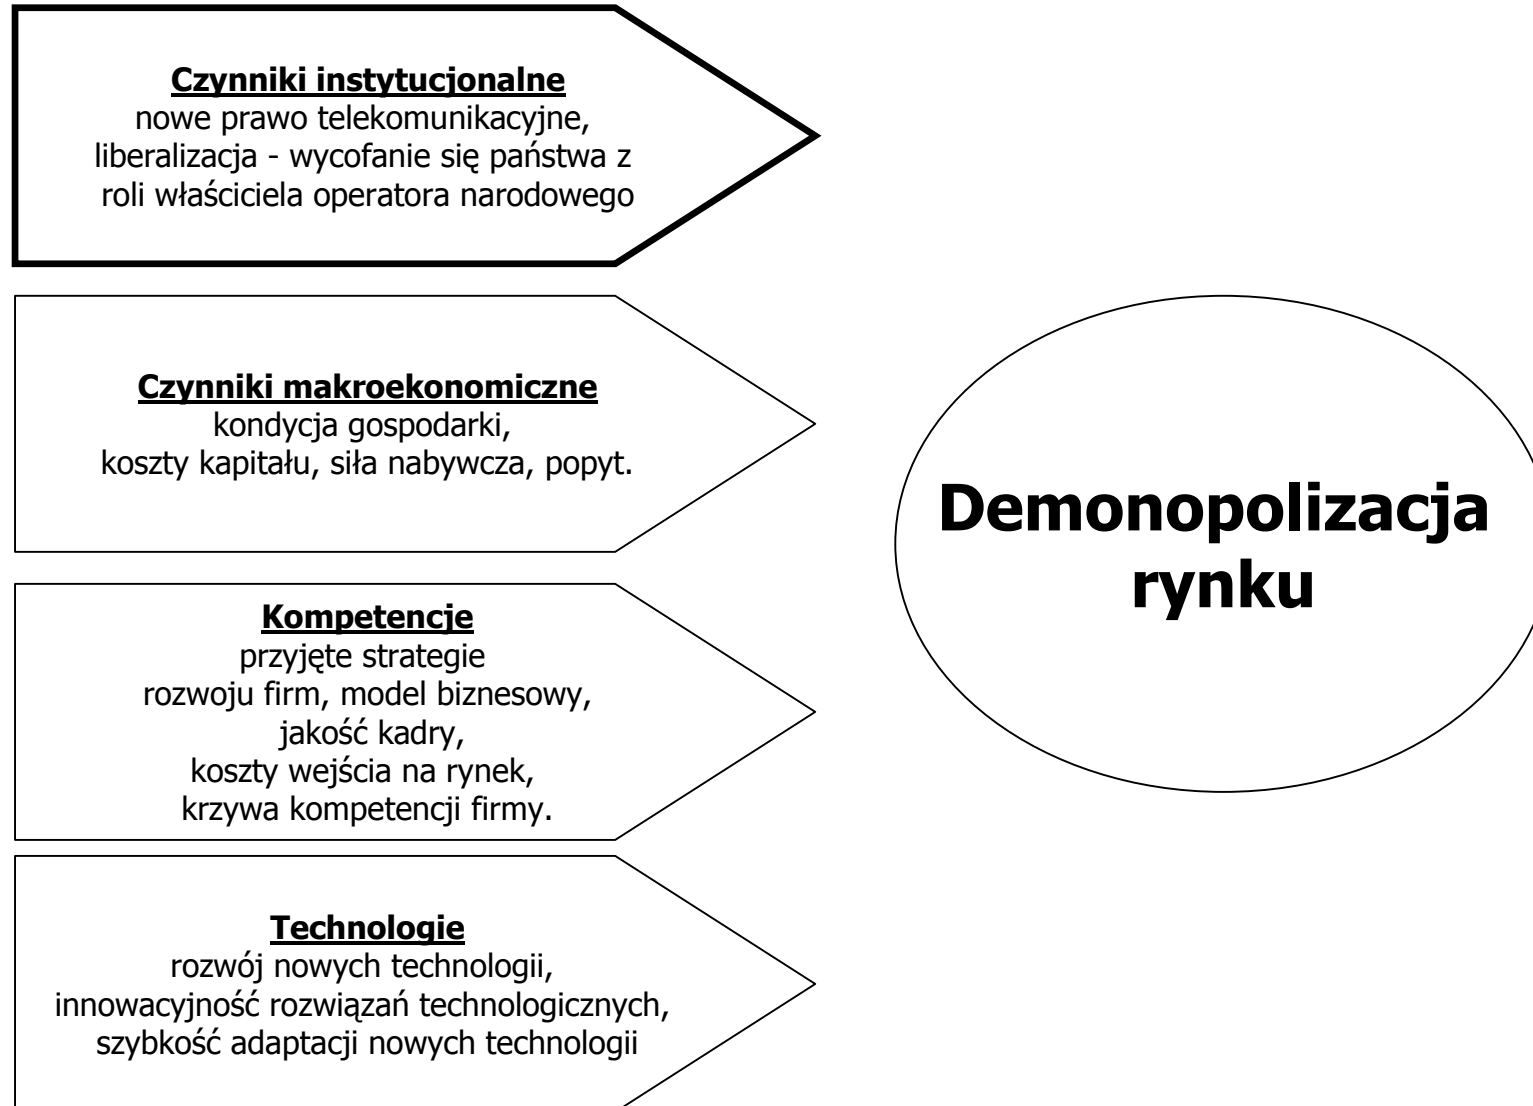 Czynniki instytucjonalne
nowe prawo telekomunikacyjne,
liberalizacja - wycofanie się państwa z
roli właściciela operatora narodowego
Czynniki makroekonomiczne
kondycja gospodarki,
koszty kapitału, siła nabywcza, popyt.
Kompetencje
przyjęte strategie
rozwoju firm, model biznesowy,
jakość kadry,
koszty wejścia na rynek,
krzywa kompetencji firmy.
Technologie
rozwój nowych technologii,
innowacyjność rozwiązań technologicznych,
szybkość adaptacji nowych technologii
Demonopolizacja
rynku